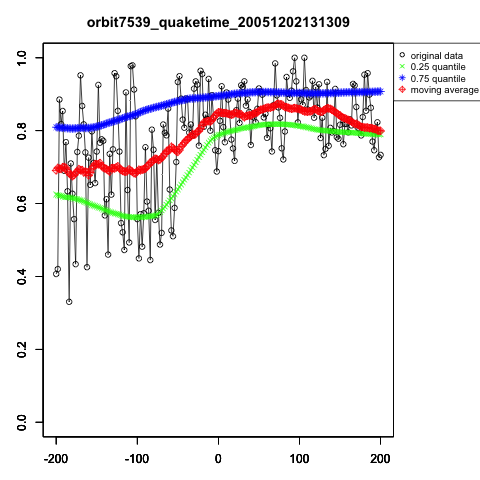 orbit7539_quaketime_20051202131309
original data
0.25 quantile
0.75 quantile
moving average
1.0
0.8
0.6
0.4
0.2
0.0
-200 -100 0 100 200